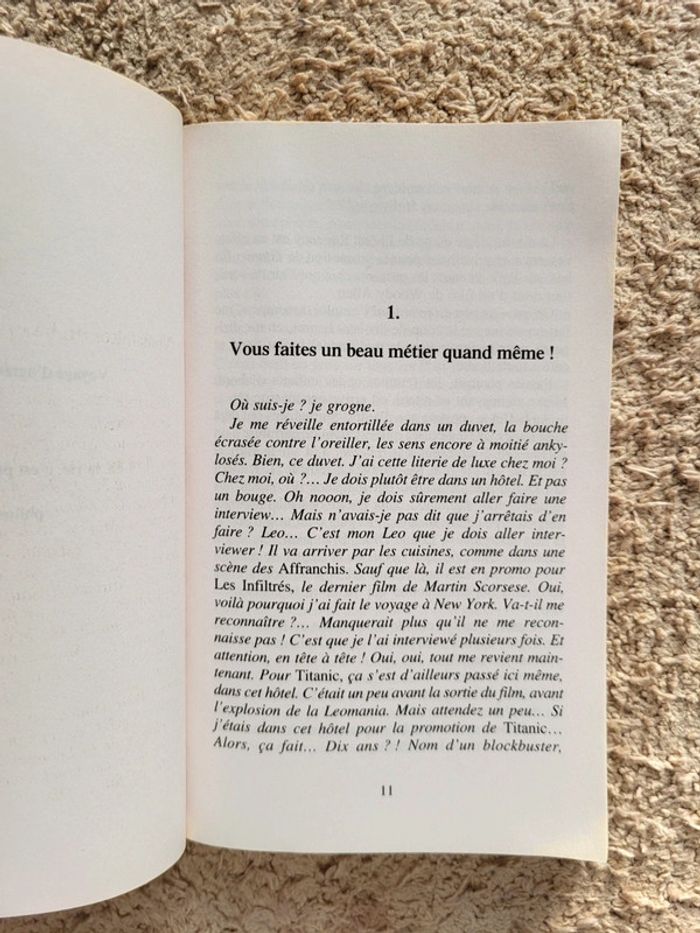 1.
Vous faites un beau métier quand même !
Où suis-je ? je grogne.
Je me réveille entortillée dans un duvet, la bouche
écrasée contre l'oreiller, les sens encore à moitié anky-
losés. Bien, ce duvet. J'ai cette literie de luxe chez moi ?
Chez moi, où ?… Je dois plutôt être dans un hôtel. Et pas
un bouge. Oh nooon, je dois sûrement aller faire une
interview… Mais n'avais-je pas dit que j'arrêtais d'en
faire ? Leo… C'est mon Leo que je dois aller inter-
viewer ! Il va arriver par les cuisines, comme dans une
scène des Affranchis. Sauf que là, il est en promo pour
Les Infiltrés, le dernier film de Martin Scorsese. Oui,
voilà pourquoi j'ai fait le voyage à New York. Va-t-il me
reconnaître ?… Manquerait plus qu'il ne me recon-
naisse pas ! C'est que je l'ai interviewé plusieurs fois. Et
attention, en tête à tête ! Oui, oui, tout me revient main-
tenant. Pour Titanic, ça s'est d'ailleurs passé ici même,
dans cet hôtel. C'était un peu avant la sortie du film, avant
l'explosion de la Leomania. Mais attendez un peu… Si
j'étais dans cet hôtel pour la promotion de Titanic…
Alors, ça fait… Dix ans ? ! Nom d'un blockbuster,
11